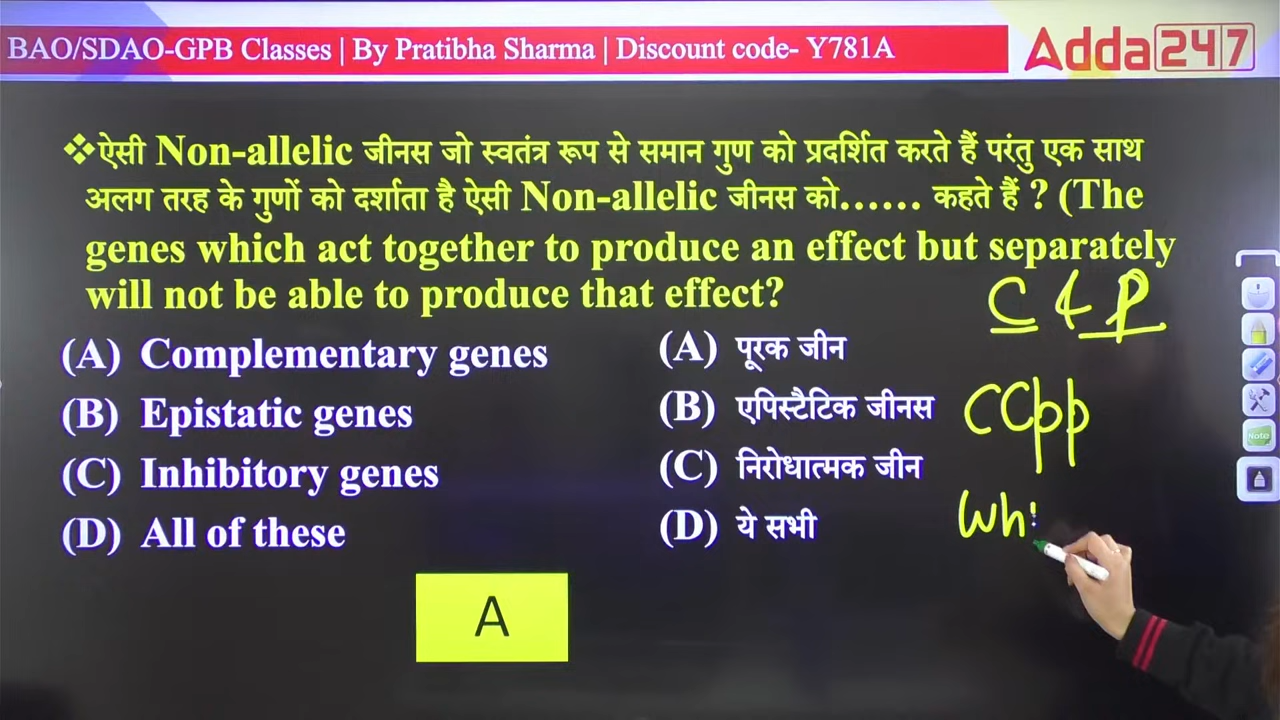 BAO/SDAO-GPB Classes | By Pratibha Sharma | Discount code- Y781A
Adda247
❖ऐसी Non-allelic जीनस जो स्वतंत्र रूप से समान गुण को प्रदर्शित करते हैं परंतु एक साथ
अलग तरह के गुणों को दर्शाता है ऐसी Non-allelic जीनस को...... कहते हैं ? (The
genes which act together to produce an effect but separately
will not be able to produce that effect?
C & P
(A) Complementary genes
(A) पूरक जीन
(B) Epistatic genes
(B) एपिस्टैटिक जीनस
CCpp
(C) Inhibitory genes
(C) निरोधात्मक जीन
(D) All of these
(D) ये सभी
Whi
A
Note